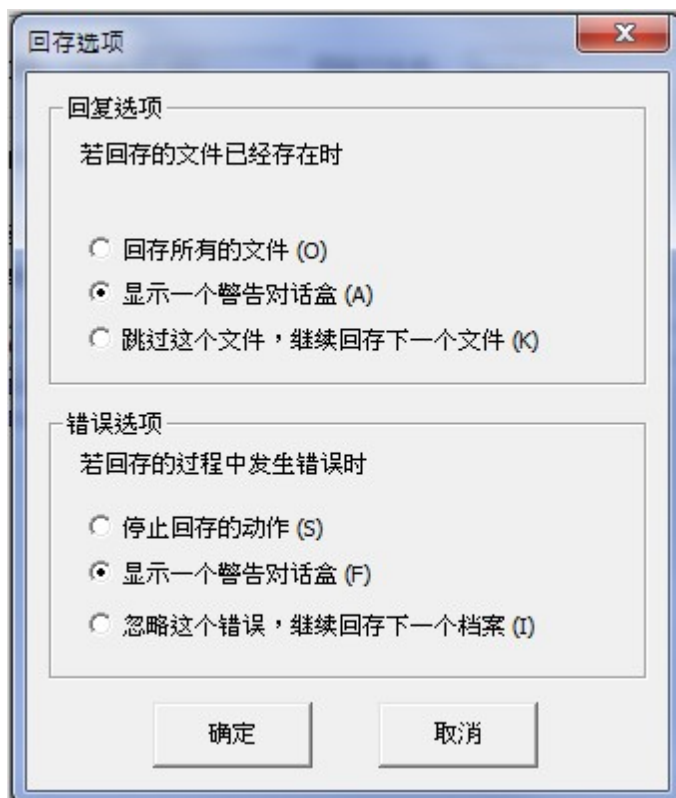 回存选项
回复选项
若回存的文件已经存在时
回存所有的文件 (O)
显示一个警告对话盒 (A)
跳过这个文件，继续回存下一个文件 (K)
错误选项
若回存的过程中发生错误时
停止回存的动作 (S)
显示一个警告对话盒 (F)
忽略这个错误，继续回存下一个档案 (I)
确定
取消